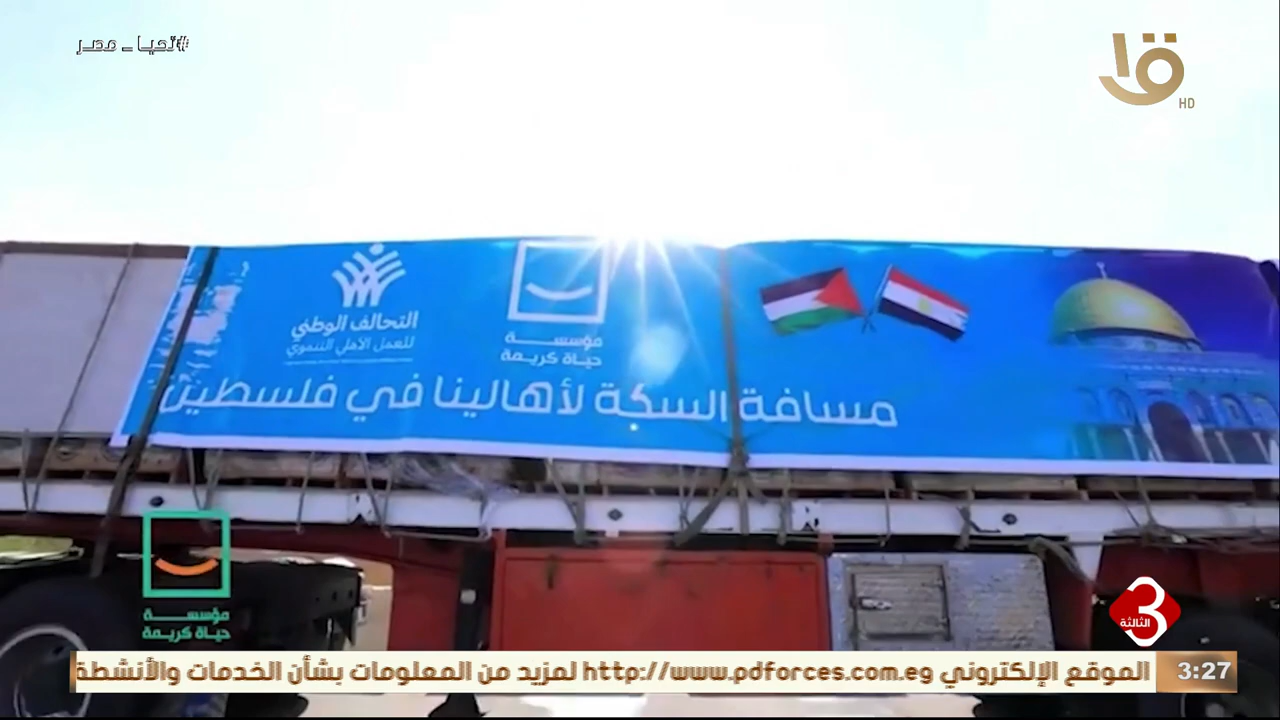 #تحيا_مصر
HD
التحالف الوطني
للعمل الأهلي التنموي
مؤسسة
حياة كريمة
مسافة السكة لأهالينا في فلسطين
مؤسسة
حياة كريمة
3
الثالثة
الموقع الإلكتروني http://www.pdforces.com.eg لمزيد من المعلومات بشأن الخدمات والأنشطة
3:27